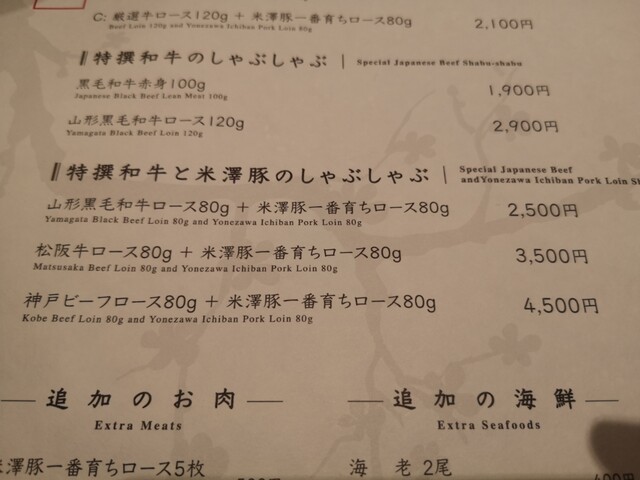 C: 厳選牛ロース120g + 米澤豚一番育ちロース80g 2,100円
Beef Loin 120g and Yonezawa Ichiban Pork Loin 80g
特撰和牛のしゃぶしゃぶ | Special Japanese Beef Shabu-shabu
黒毛和牛赤身100g 1,900円
Japanese Black Beef Lean Meat 100g
山形黒毛和牛ロース120g 2,900円
Yamagata Black Beef Loin 120g
特撰和牛と米澤豚のしゃぶしゃぶ | Special Japanese Beef
and Yonezawa Ichiban Pork Loin
山形黒毛和牛ロース80g + 米澤豚一番育ちロース80g 2,500円
Yamagata Black Beef Loin 80g and Yonezawa Ichiban Pork Loin 80g
松阪牛ロース80g + 米澤豚一番育ちロース80g 3,500円
Matsusaka Beef Loin 80g and Yonezawa Ichiban Pork Loin 80g
神戸ビーフロース80g + 米澤豚一番育ちロース80g 4,500円
Kobe Beef Loin 80g and Yonezawa Ichiban Pork Loin 80g
追加のお肉
Extra Meats
追加の海鮮
Extra Seafoods
澤豚一番育ちロース5枚
海老 2尾